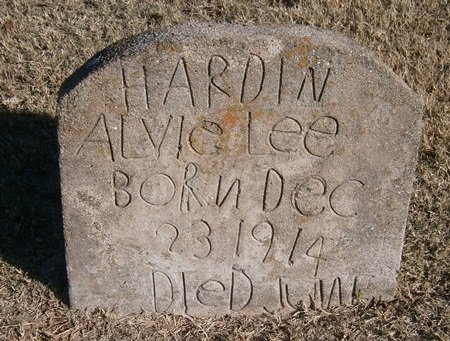 HARDIN
ALVIe Lee
BORN Dec
23 1914
DIeD